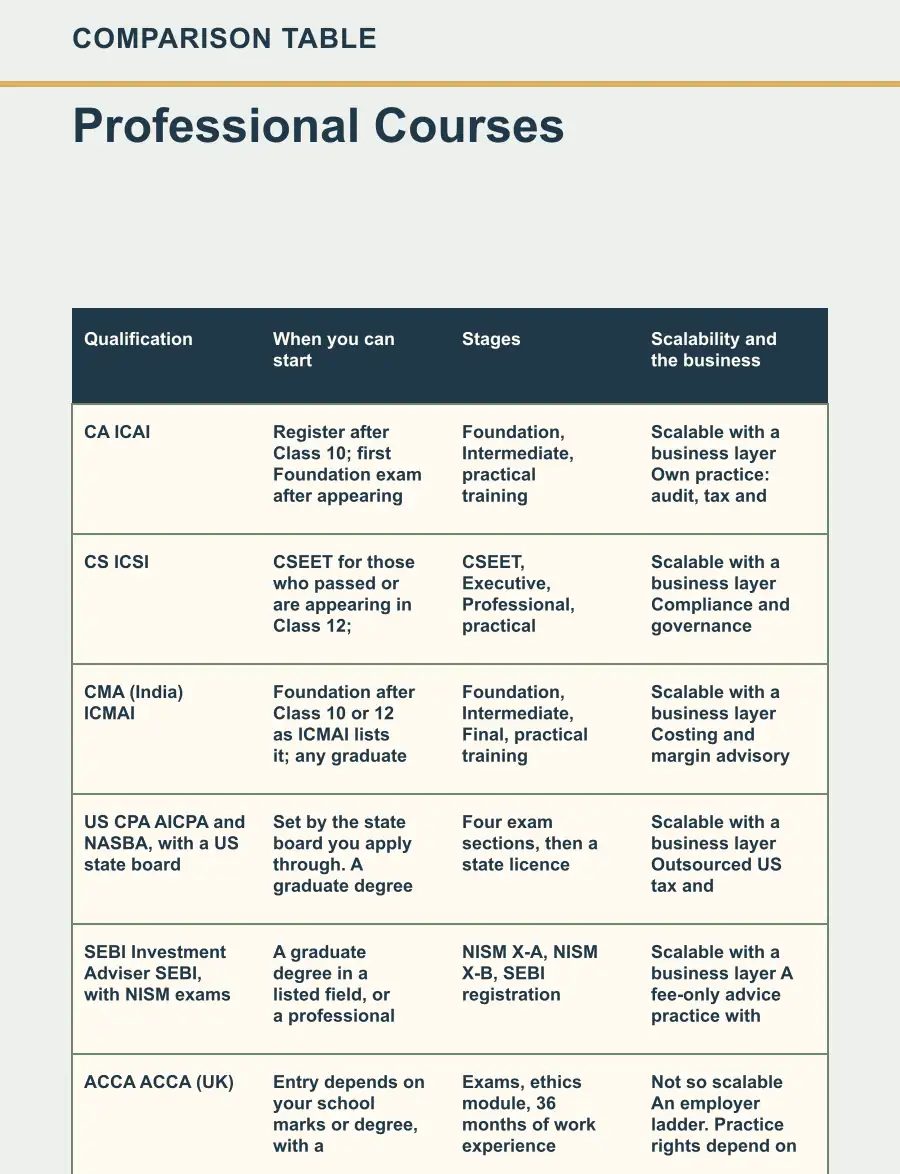 COMPARISON TABLE
Professional Courses
Qualification
When you can
start
Stages
Scalability and
the business
CA ICAI
Register after
Class 10; first
Foundation exam
after appearing
Foundation,
Intermediate,
practical
training
Scalable with a
business layer
Own practice:
audit, tax and
CS ICSI
CSEET for those
who passed or
are appearing in
Class 12;
CSEET,
Executive,
Professional,
practical
Scalable with a
business layer
Compliance and
governance
CMA (India)
ICMAI
Foundation after
Class 10 or 12
as ICMAI lists
it; any graduate
Foundation,
Intermediate,
Final, practical
training
Scalable with a
business layer
Costing and
margin advisory
US CPA AICPA and
NASBA, with a US
state board
Set by the state
board you apply
through. A
graduate degree
Four exam
sections, then a
state licence
Scalable with a
business layer
Outsourced US
tax and
SEBI Investment
Adviser SEBI,
with NISM exams
A graduate
degree in a
listed field, or
a professional
NISM X-A, NISM
X-B, SEBI
registration
Scalable with a
business layer A
fee-only advice
practice with
ACCA ACCA (UK)
Entry depends on
your school
marks or degree,
with a
Exams, ethics
module, 36
months of work
experience
Not so scalable
An employer
ladder. Practice
rights depend on